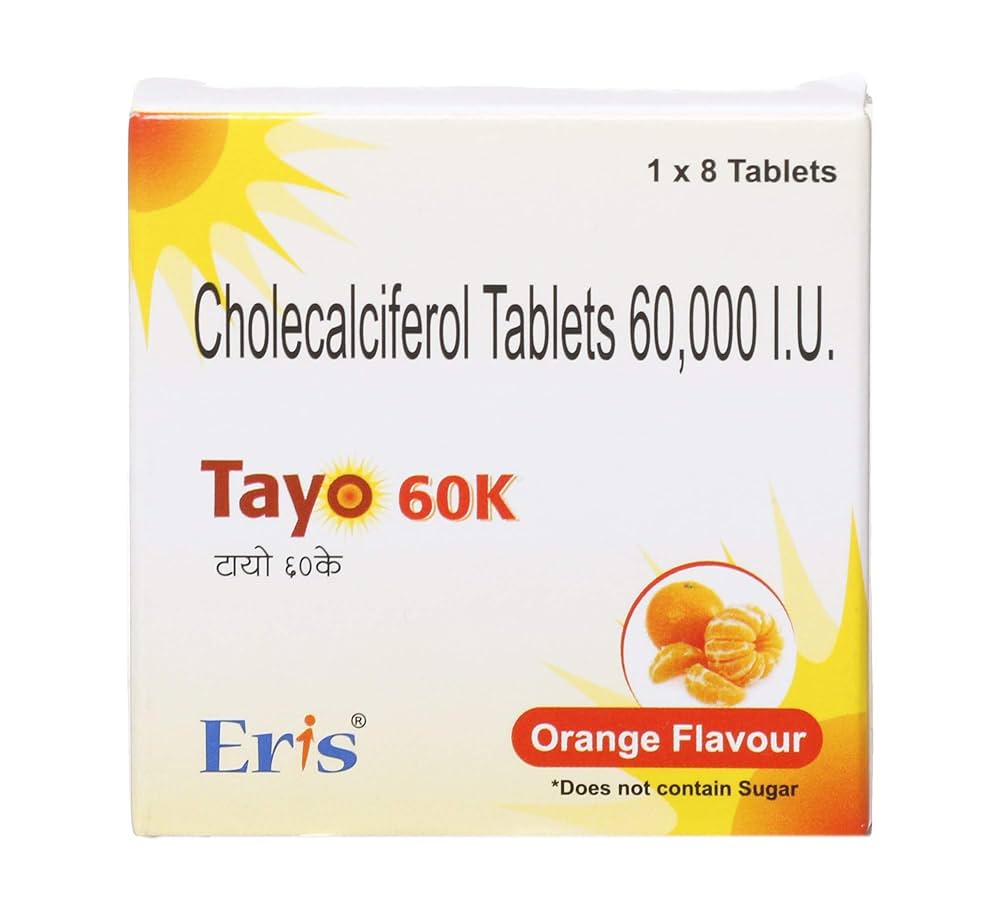 1 x 8 Tablets
Cholecalciferol Tablets 60,000 I.U.
Tayo 60K
टायो ६०के
Eris®
Orange Flavour
*Does not contain Sugar